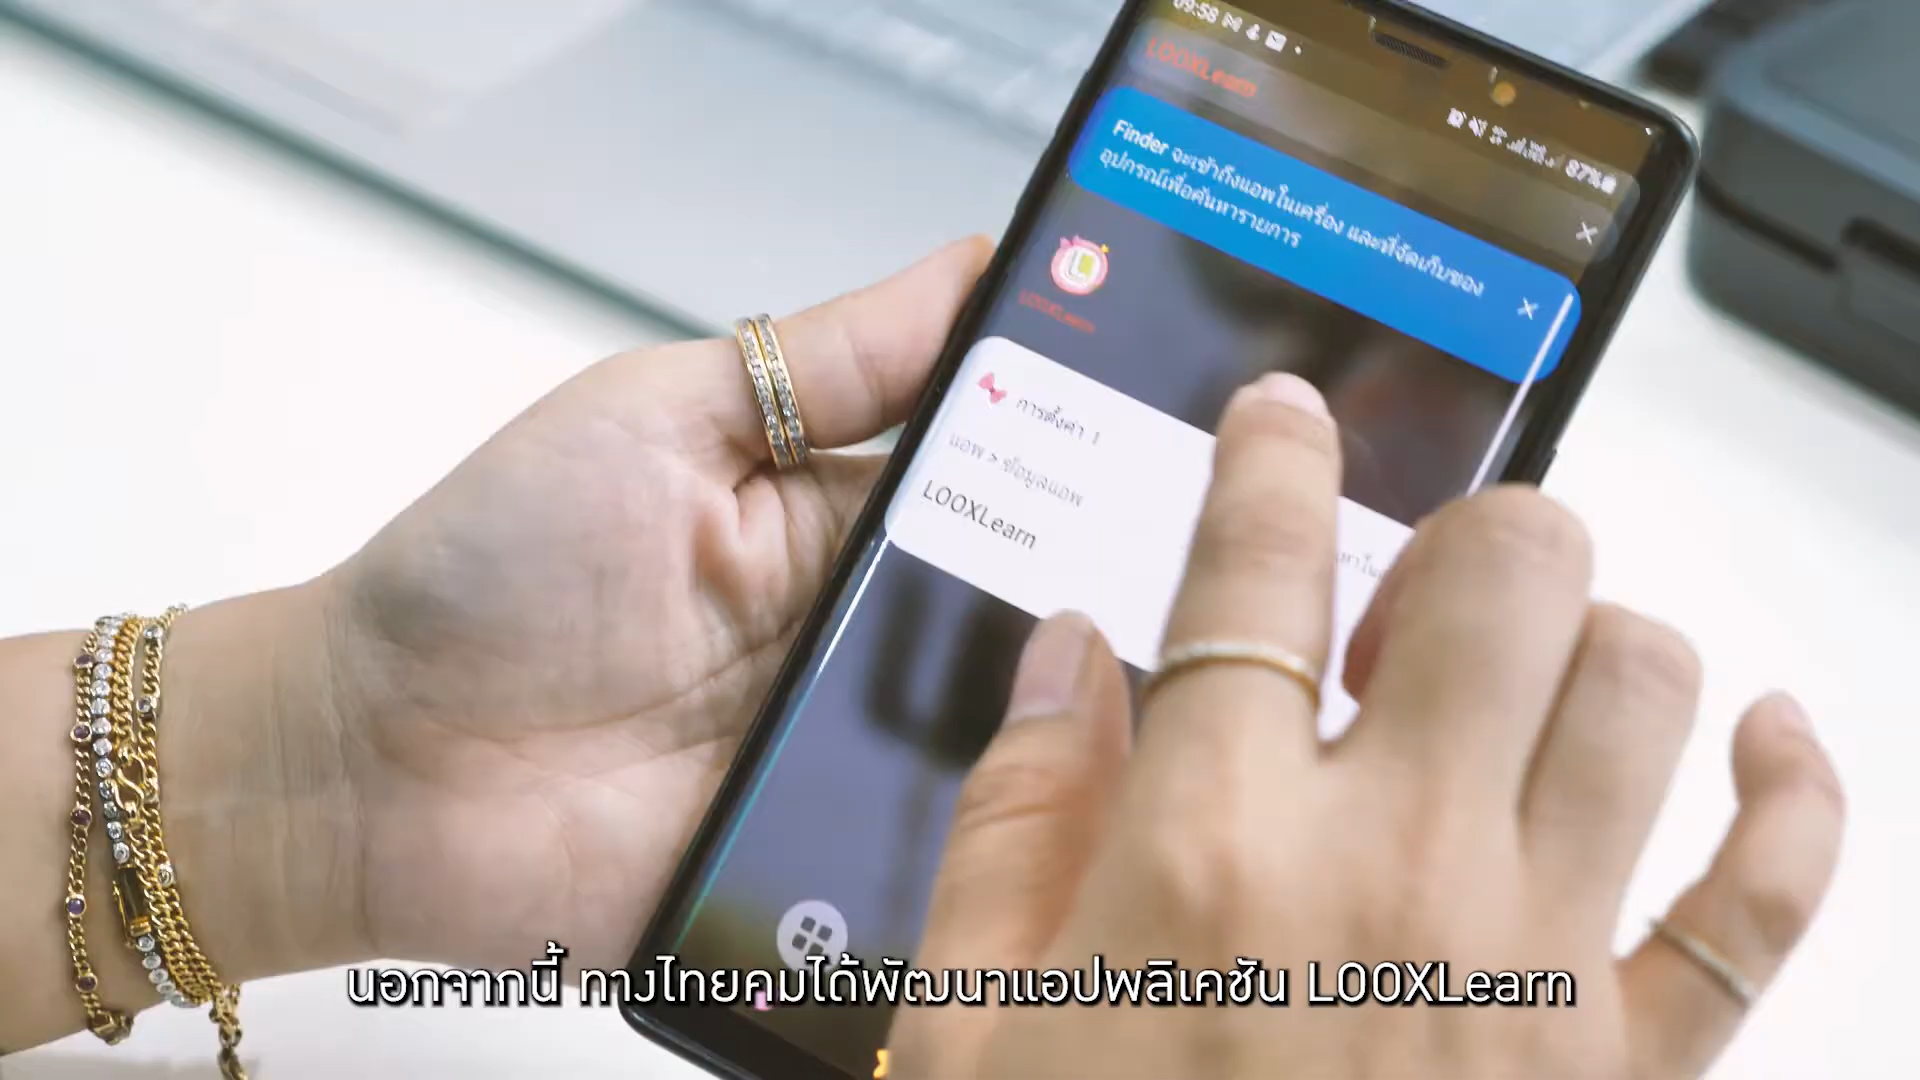 09:58
87%
LOOXLearn
Finder จะเข้าถึงแอพในเครื่อง และที่จัดเก็บของ
อุปกรณ์เพื่อค้นหารายการ
LOOXLearn
การตั้งค่า 1
แอพ > ข้อมูลแอพ
LOOXLearn
นอกจากนี้ ทางไทยคมได้พัฒนาแอปพลิเคชัน LOOXLearn